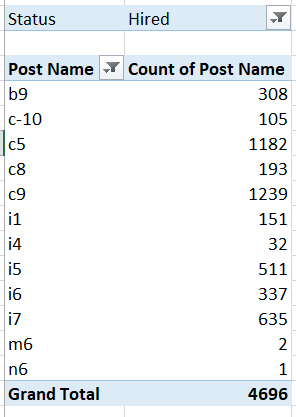 Status Hired
Post Name Count of Post Name
b9 308
c-10 105
c5 1182
c8 193
c9 1239
i1 151
i4 32
i5 511
i6 337
i7 635
m6 2
n6 1
Grand Total 4696